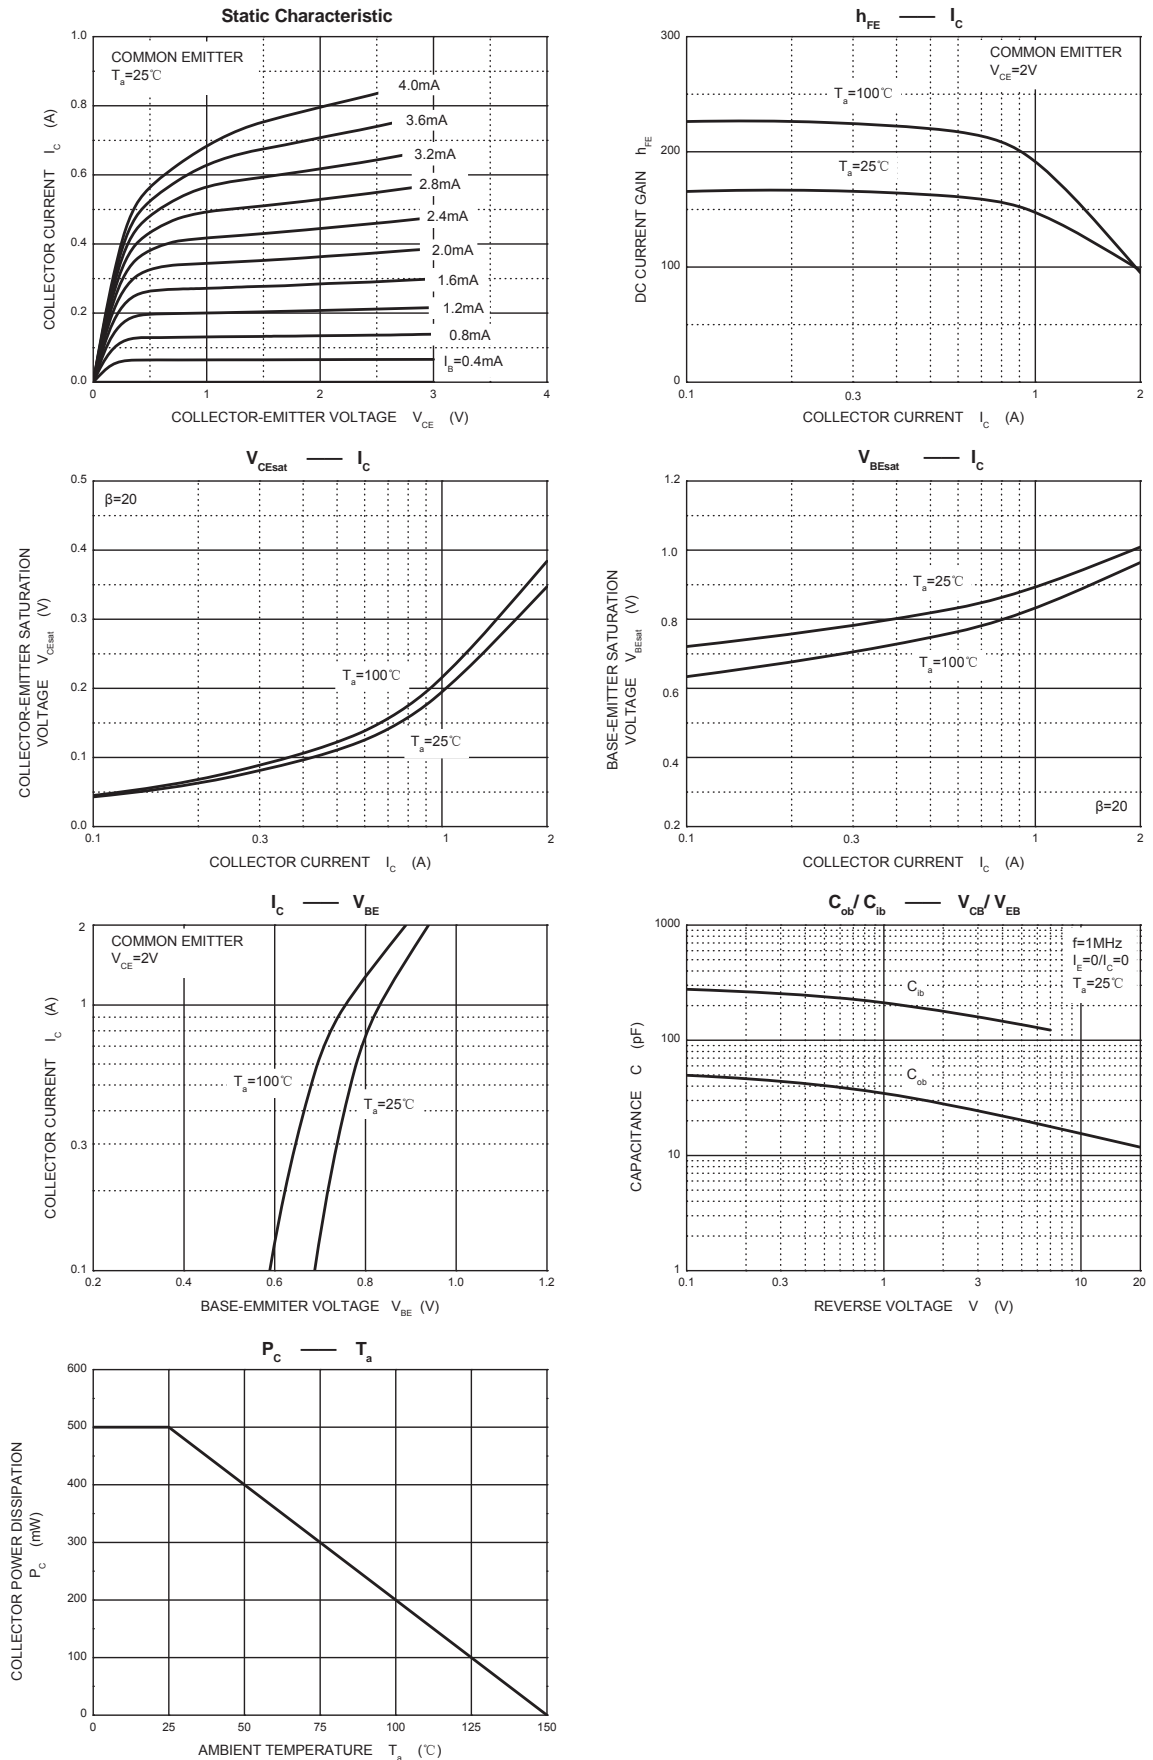 Static Characteristic
COMMON EMITTER
Ta=25℃
4.0mA
3.6mA
3.2mA
2.8mA
2.4mA
2.0mA
1.6mA
1.2mA
0.8mA
IB=0.4mA
1.0
0.8
0.6
0.4
0.2
0.0
0 1 2 3 4
COLLECTOR CURRENT IC (A)
COLLECTOR-EMITTER VOLTAGE VCE (V)
hFE —— IC
COMMON EMITTER
VCE=2V
Ta=100℃
Ta=25℃
300
200
100
0
0.1 0.3 1 2
DC CURRENT GAIN hFE
COLLECTOR CURRENT IC (A)
VCEsat —— IC
β=20
Ta=100℃
Ta=25℃
0.5
0.4
0.3
0.2
0.1
0.0
0.1 0.3 1 2
COLLECTOR-EMITTER SATURATION
VOLTAGE VCEsat (V)
COLLECTOR CURRENT IC (A)
VBEsat —— IC
Ta=25℃
Ta=100℃
β=20
1.2
1.0
0.8
0.6
0.4
0.2
0.1 0.3 1 2
BASE-EMITTER SATURATION
VOLTAGE VBEsat (V)
COLLECTOR CURRENT IC (A)
IC —— VBE
COMMON EMITTER
VCE=2V
Ta=100℃
Ta=25℃
2
1
0.3
0.1
0.2 0.4 0.6 0.8 1.0 1.2
COLLECTOR CURRENT IC (A)
BASE-EMMITER VOLTAGE VBE (V)
Cob/ Cib —— VCB/ VEB
f=1MHz
IE=0/IC=0
Ta=25℃
Cib
Cob
1000
100
10
1
0.1 0.3 1 3 10 20
CAPACITANCE C (pF)
REVERSE VOLTAGE V (V)
PC —— Ta
600
500
400
300
200
100
0
0 25 50 75 100 125 150
COLLECTOR POWER DISSIPATION
PC (mW)
AMBIENT TEMPERATURE Ta (℃)